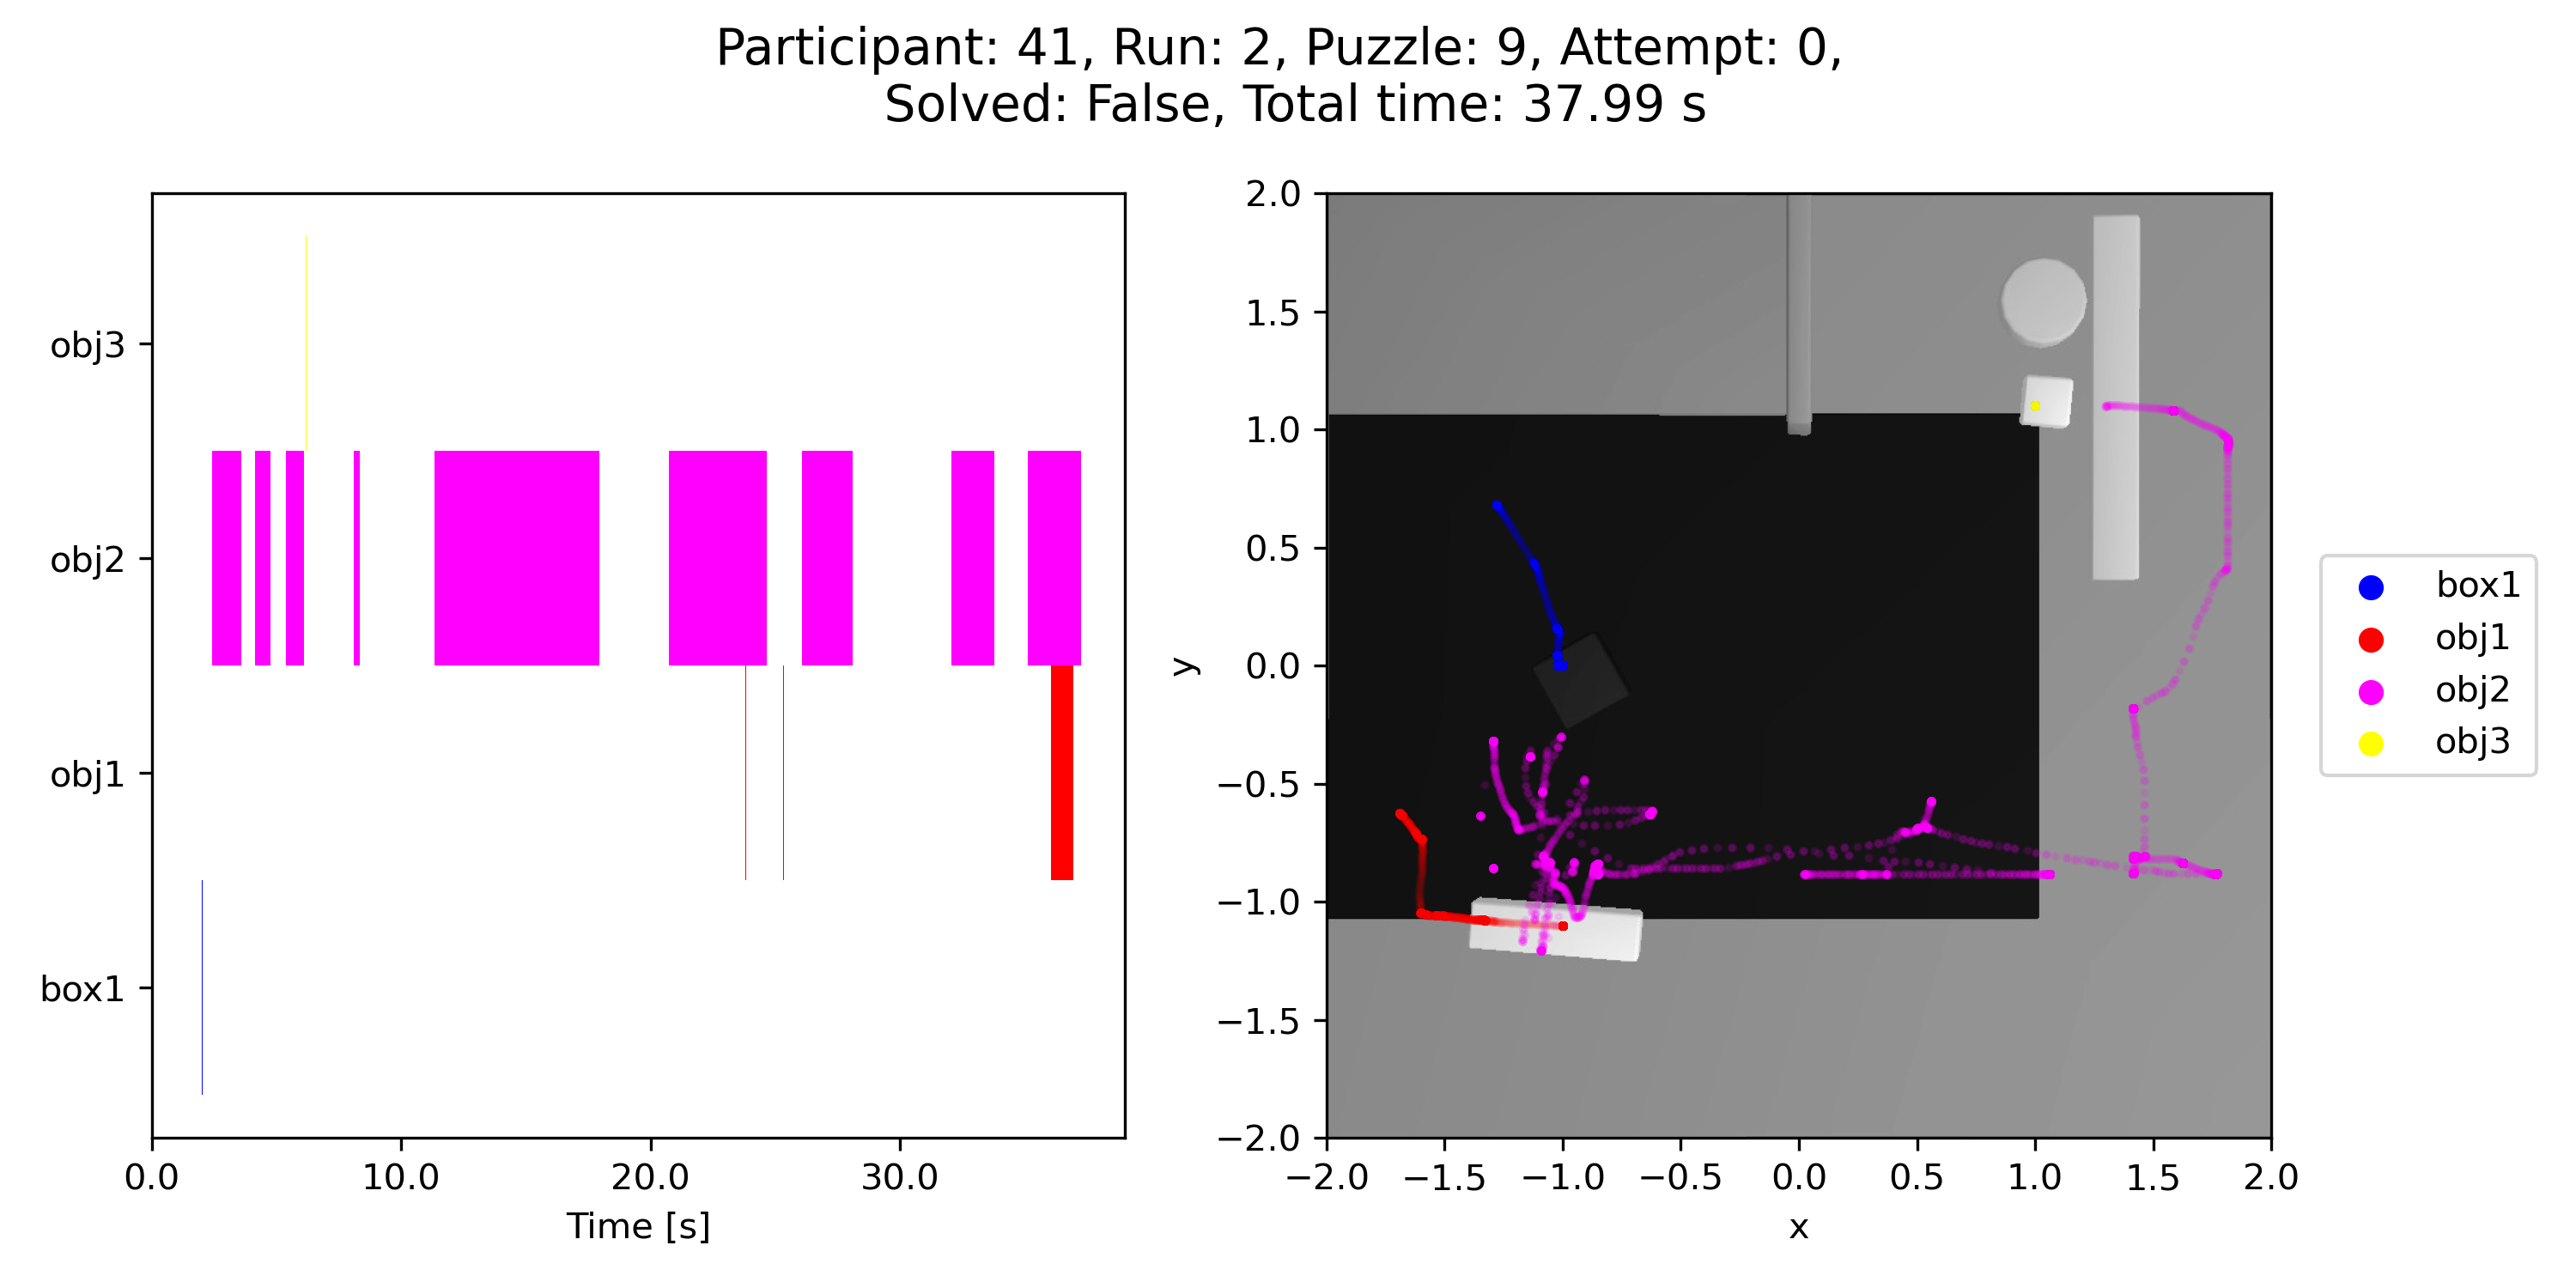 Participant: 41, Run: 2, Puzzle: 9, Attempt: 0,
Solved: False, Total time: 37.99 s
obj3
obj2
obj1
box1
0.0 10.0 20.0 30.0
Time [s]
2.0
1.5
1.0
0.5
0.0
−0.5
−1.0
−1.5
−2.0
y
−2.0 −1.5 −1.0 −0.5 0.0 0.5 1.0 1.5 2.0
x
box1
obj1
obj2
obj3